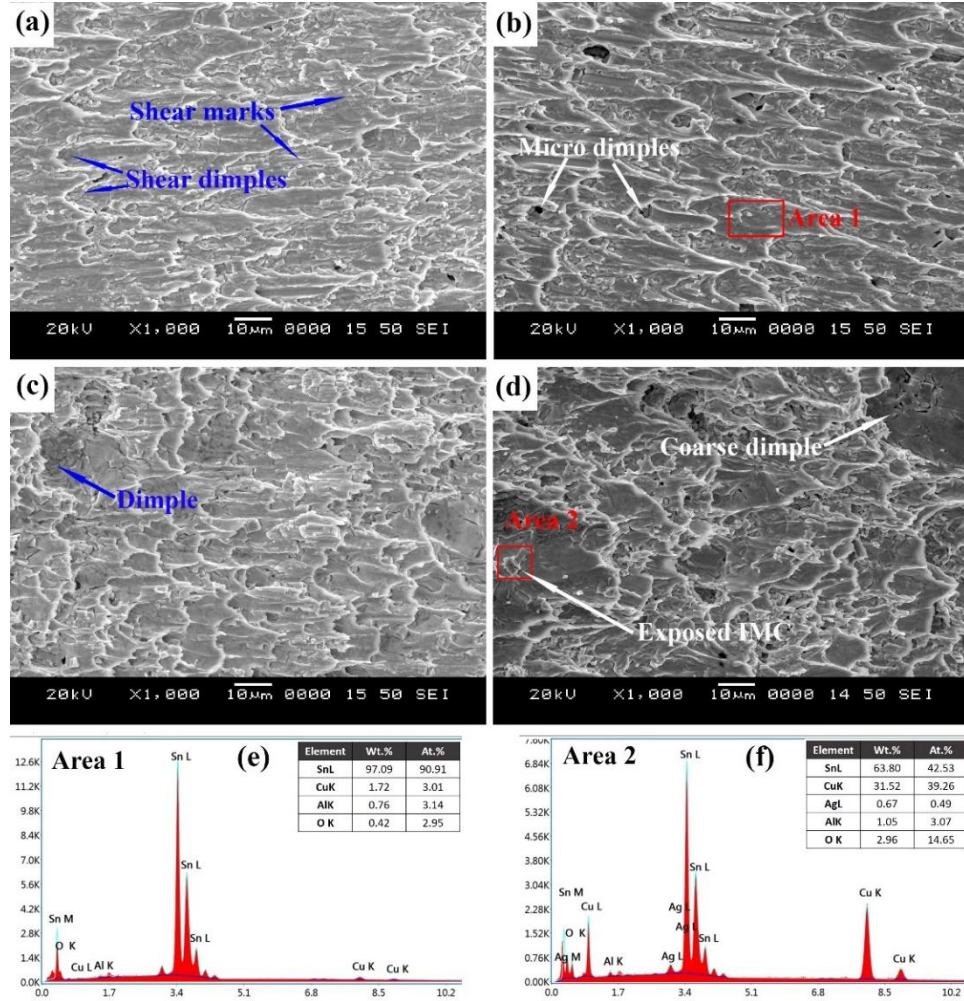 (a)
Shear marks
Shear dimples
20kV X1,000 10µm 0000 15 50 SEI
(b)
Micro dimples
Area 1
20kV X1,000 10µm 0000 15 50 SEI
(c)
Dimple
20kV X1,000 10µm 0000 15 50 SEI
(d)
Coarse dimple
Area 2
Exposed IMC
20kV X1,000 10µm 0000 14 50 SEI
Area 1 (e)
Element Wt.% At.%
SnL 97.09 90.91
CuK 1.72 3.01
AlK 0.76 3.14
O K 0.42 2.95
12.6K
11.2K
9.8K
8.4K
7.0K
5.6K
4.2K
2.8K
1.4K
0.0K
Sn L
Sn L
Sn L
Sn M
O K
Cu L
Al K
Cu K
Cu K
0.0 1.7 3.4 5.1 6.8 8.5 10.2
Area 2 (f)
Element Wt.% At.%
SnL 63.80 42.53
CuK 31.52 39.26
AgL 0.67 0.49
AlK 1.05 3.07
O K 2.96 14.65
7.60K
6.84K
6.08K
5.32K
4.56K
3.80K
3.04K
2.28K
1.52K
0.76K
0.00K
Sn L
Sn L
Ag L
Ag L
Sn L
Ag L
Sn M
Cu L
O K
Ag M
Al K
Cu K
Cu K
0.0 1.7 3.4 5.1 6.8 8.5 10.2